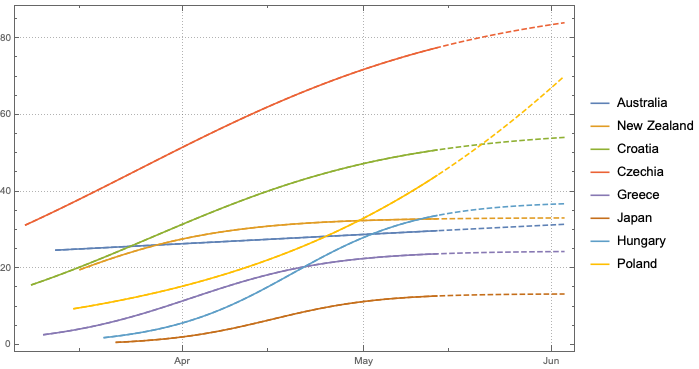 80
60
40
20
0
Apr
May
Jun
Australia
New Zealand
Croatia
Czechia
Greece
Japan
Hungary
Poland